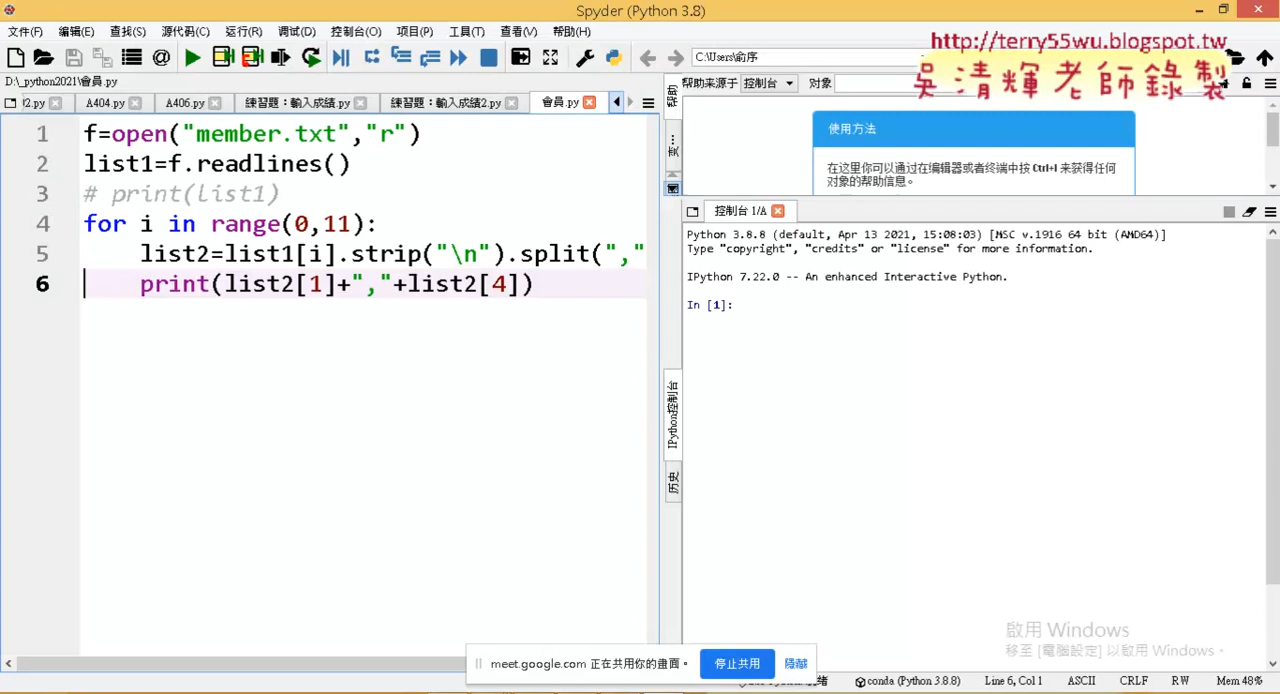 Spyder (Python 3.8)
文件(F) 编辑(E) 查找(S) 源代码(C) 运行(R) 调试(D) 控制台(O) 项目(P) 工具(T) 查看(V) 帮助(H)
http://terry55wu.blogspot.tw
吳清輝老師錄製
C:\Users\俞序
D:\_python2021\會員.py
帮助来源于 控制台 对象
!2.py A404.py A406.py 練習題：輸入成績.py 練習題：輸入成績2.py 會員.py
帮助
1 f=open("member.txt","r")
2 list1=f.readlines()
3 # print(list1)
4 for i in range(0,11):
5 list2=list1[i].strip("\n").split(","
6 print(list2[1]+","+list2[4])
使用方法
在这里你可以通过在编辑器或者终端中按 Ctrl+I 来获得任何
对象的帮助信息。
控制台 1/A
Python 3.8.8 (default, Apr 13 2021, 15:08:03) [MSC v.1916 64 bit (AMD64)]
Type "copyright", "credits" or "license" for more information.
IPython 7.22.0 -- An enhanced Interactive Python.
In [1]:
IPython控制台
历史
啟用 Windows
移至 [電腦設定] 以啟用 Windows。
meet.google.com 正在共用你的畫面。 停止共用 隱藏
conda (Python 3.8.8) Line 6, Col 1 ASCII CRLF RW Mem 48%